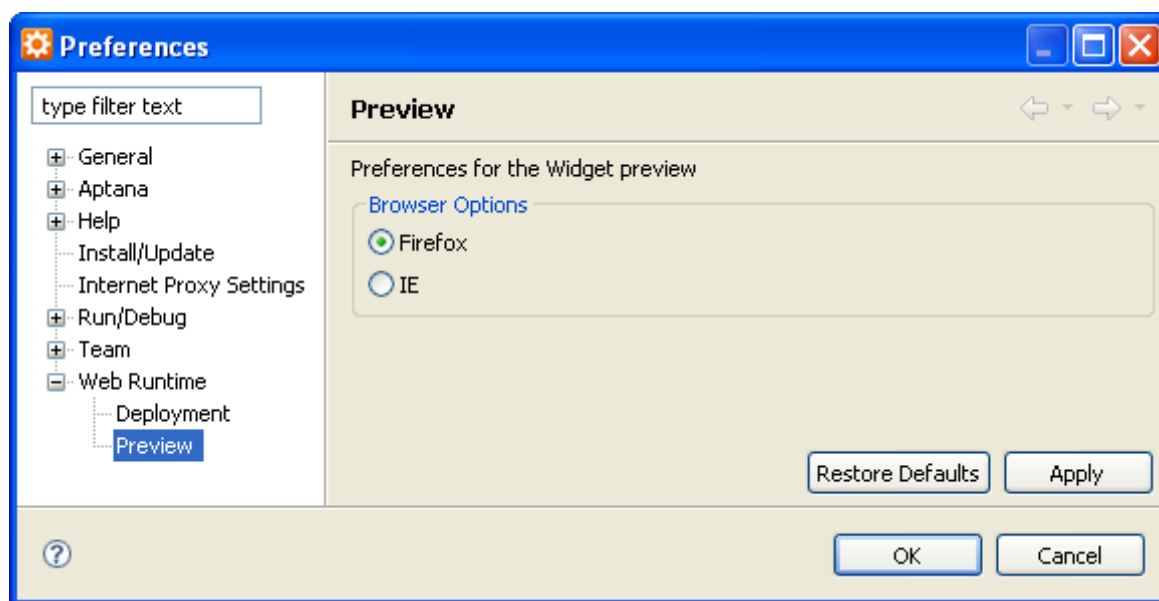 Preferences
type filter text
General
Aptana
Help
Install/Update
Internet Proxy Settings
Run/Debug
Team
Web Runtime
Deployment
Preview
Preview
Preferences for the Widget preview
Browser Options
Firefox
IE
Restore Defaults
Apply
?
OK
Cancel